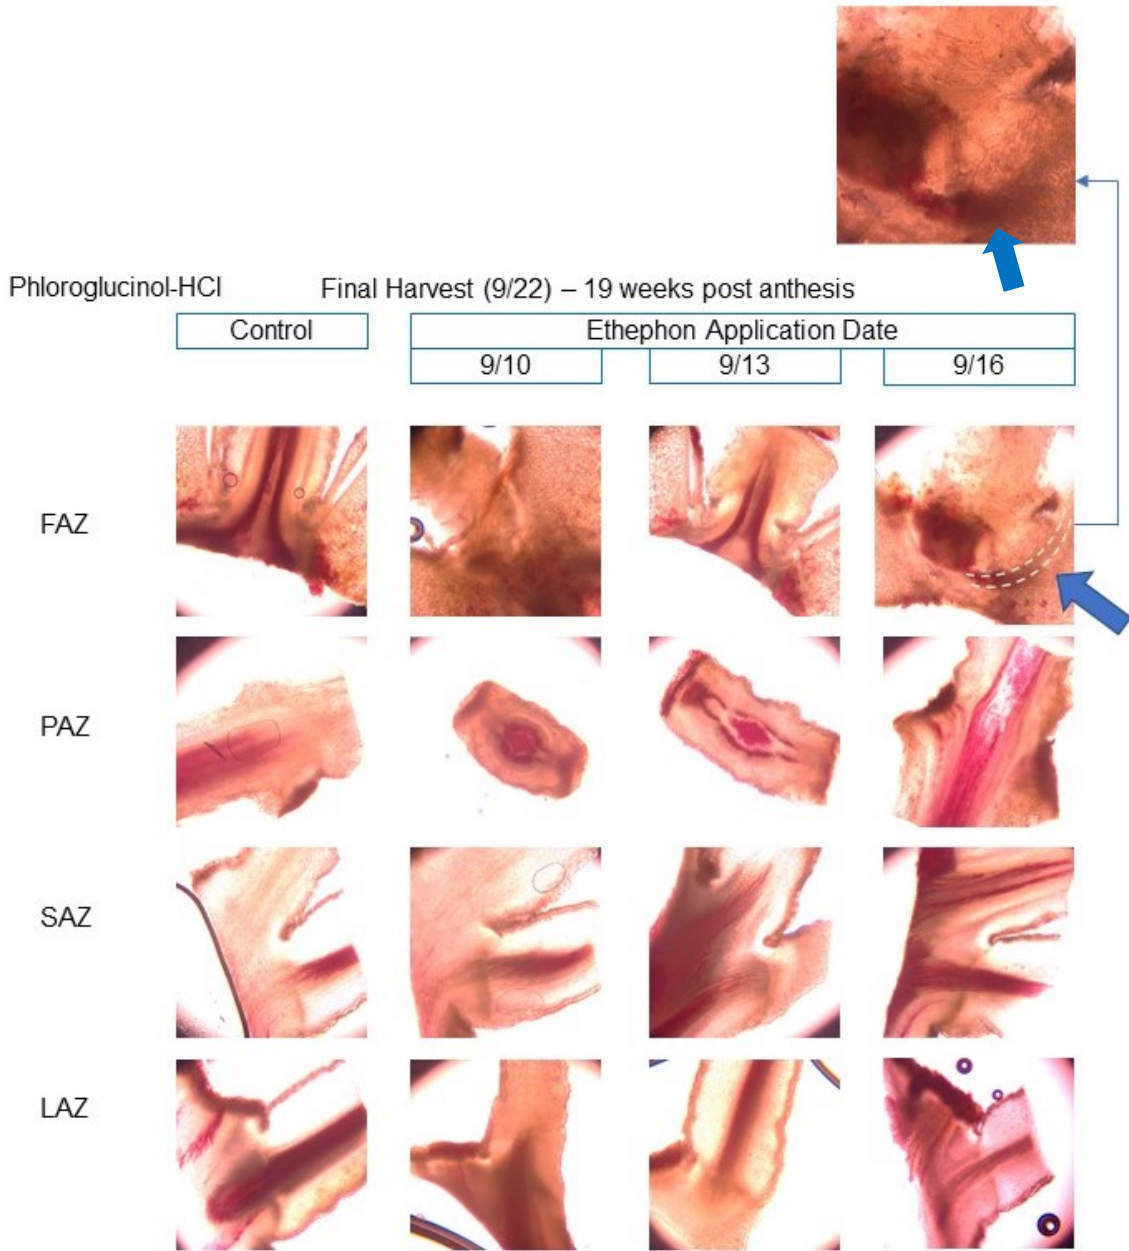 Phloroglucinol-HCl
Final Harvest (9/22) – 19 weeks post anthesis
Control
Ethephon Application Date
9/10
9/13
9/16
FAZ
PAZ
SAZ
LAZ